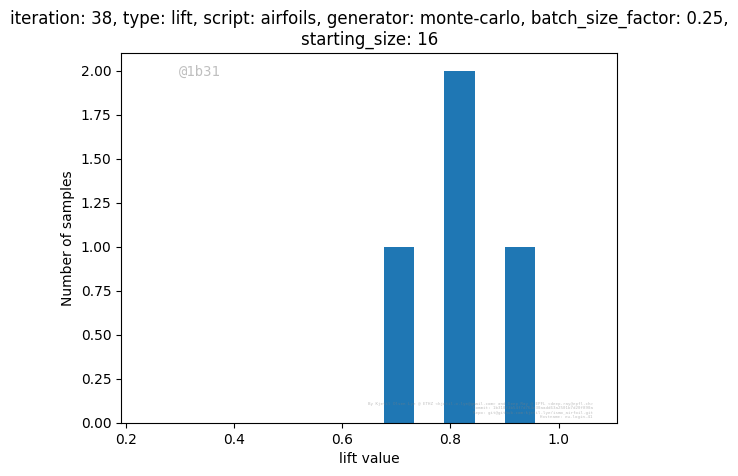 iteration: 38, type: lift, script: airfoils, generator: monte-carlo, batch_size_factor: 0.25,
starting_size: 16
@1b31
2.00
1.75
1.50
1.25
1.00
0.75
0.50
0.25
0.00
Number of samples
0.2 0.4 0.6 0.8 1.0
lift value